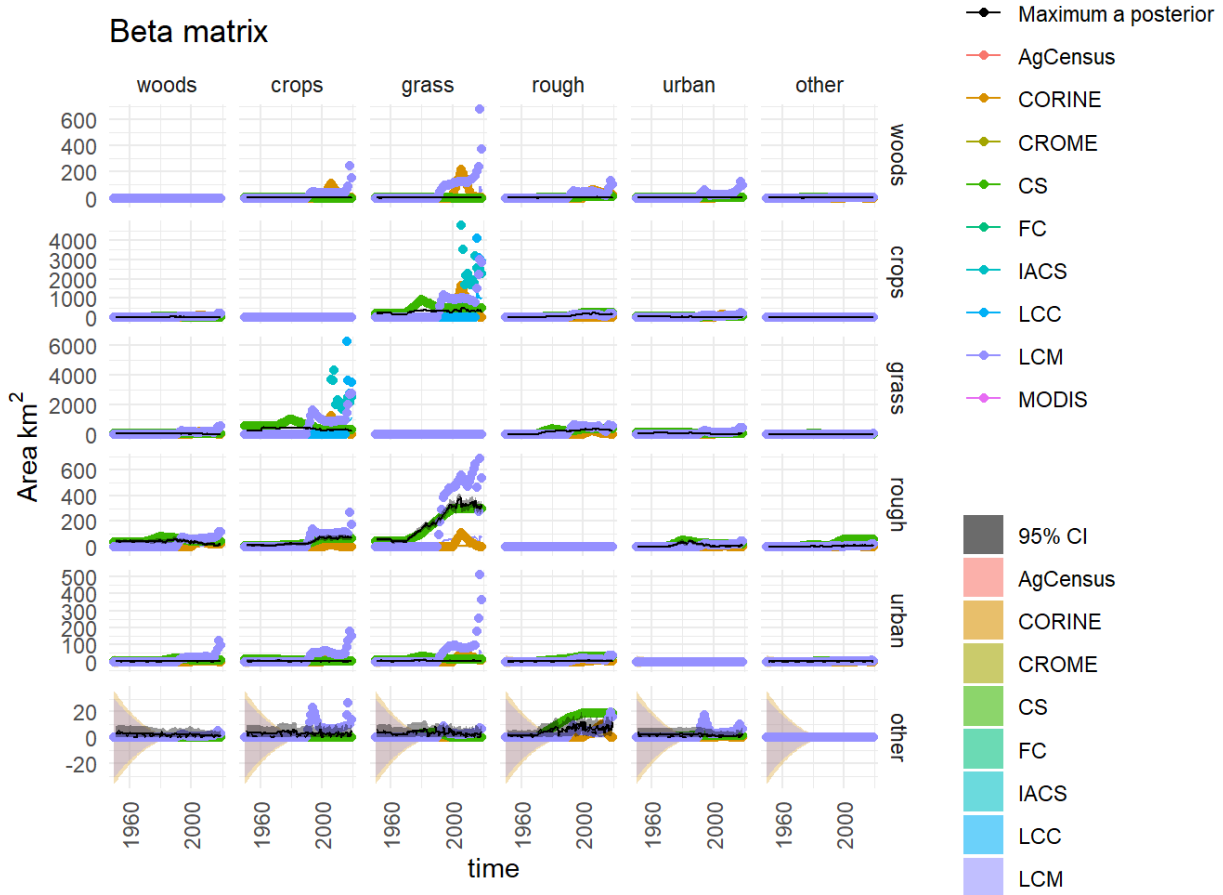 Beta matrix
woods crops grass rough urban other
600
400
200
0
woods
4000
3000
2000
1000
0
crops
6000
4000
2000
0
grass
600
400
200
0
rough
500
400
300
200
100
0
urban
20
0
-20
other
Area km²
1960 2000 1960 2000 1960 2000 1960 2000 1960 2000 1960 2000
time
Maximum a posterior
AgCensus
CORINE
CROME
CS
FC
IACS
LCC
LCM
MODIS
95% CI
AgCensus
CORINE
CROME
CS
FC
IACS
LCC
LCM